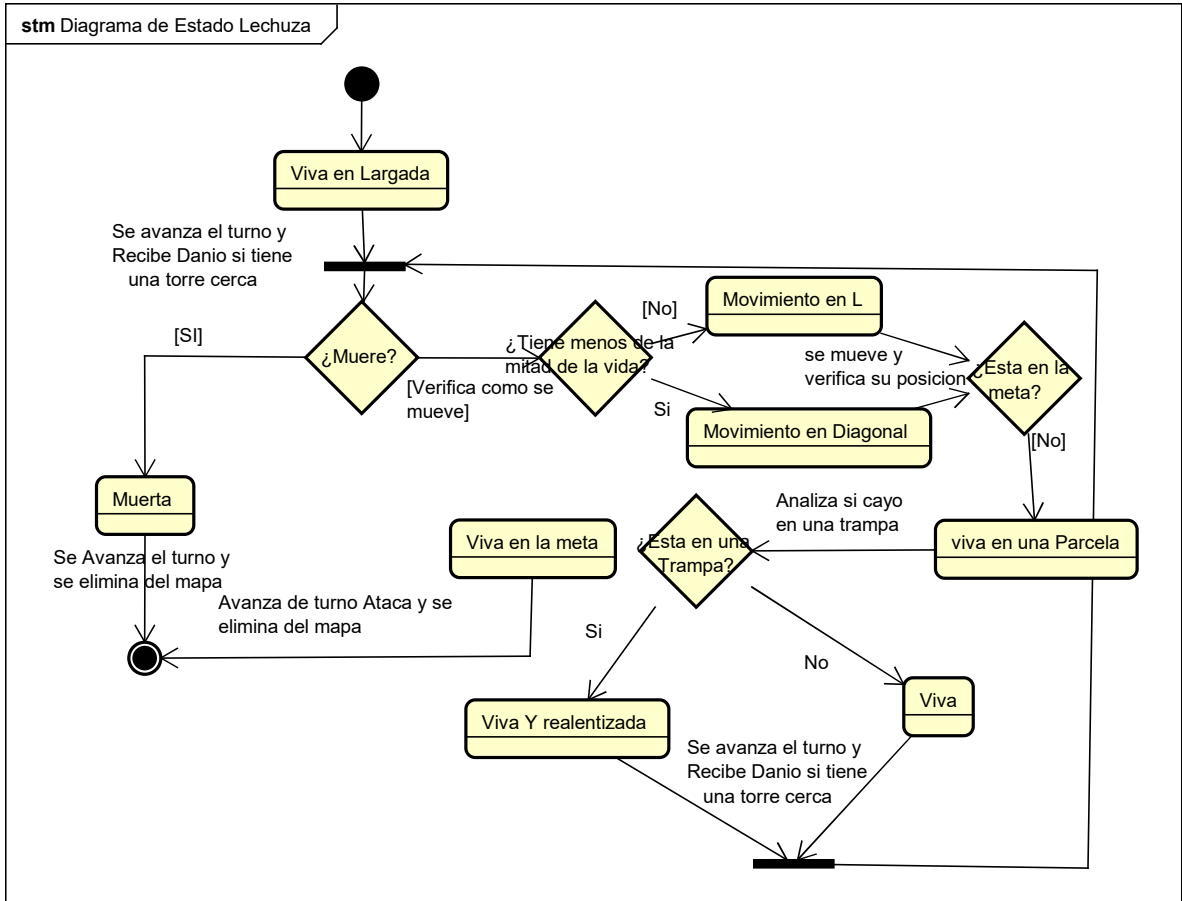 stm Diagrama de Estado Lechuza
Viva en Largada
Se avanza el turno y
Recibe Danio si tiene
una torre cerca
[SI]
¿Muere?
[Verifica como se
mueve]
¿Tiene menos de la
mitad de la vida?
[No]
Si
Movimiento en L
Movimiento en Diagonal
se mueve y
verifica su posicion
¿Esta en la
meta?
[No]
Muerta
Se Avanza el turno y
se elimina del mapa
Viva en la meta
Avanza de turno Ataca y se
elimina del mapa
Analiza si cayo
en una trampa
viva en una Parcela
¿Esta en una
Trampa?
Si
No
Viva Y realentizada
Viva
Se avanza el turno y
Recibe Danio si tiene
una torre cerca